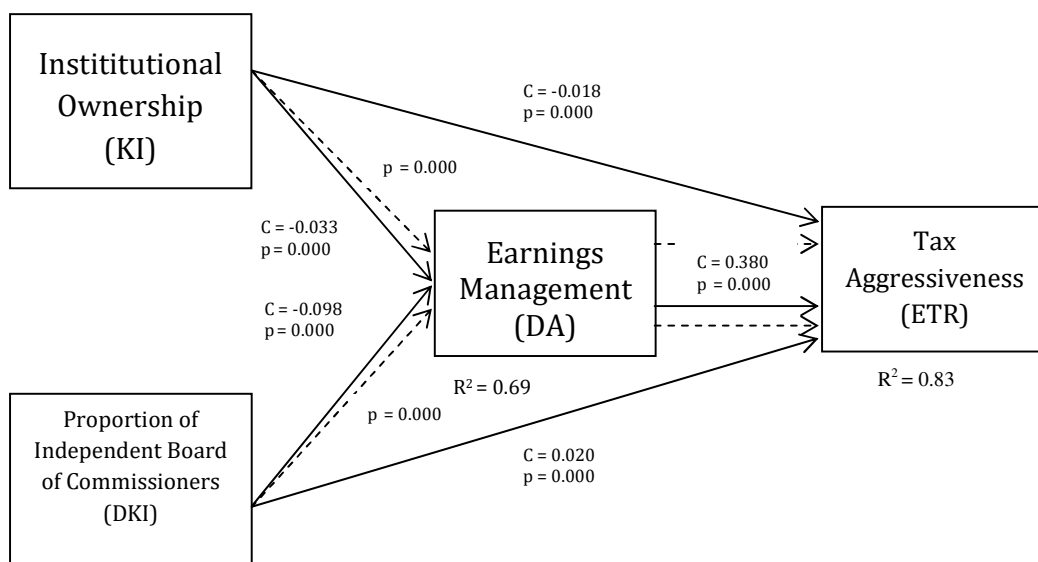 Instititutional
Ownership
(KI)
C = -0.018
p = 0.000
p = 0.000
C = -0.033
p = 0.000
Earnings
Management
(DA)
C = 0.380
p = 0.000
Tax
Aggressiveness
(ETR)
C = -0.098
p = 0.000
R² = 0.69
R² = 0.83
p = 0.000
Proportion of
Independent Board
of Commissioners
(DKI)
C = 0.020
p = 0.000